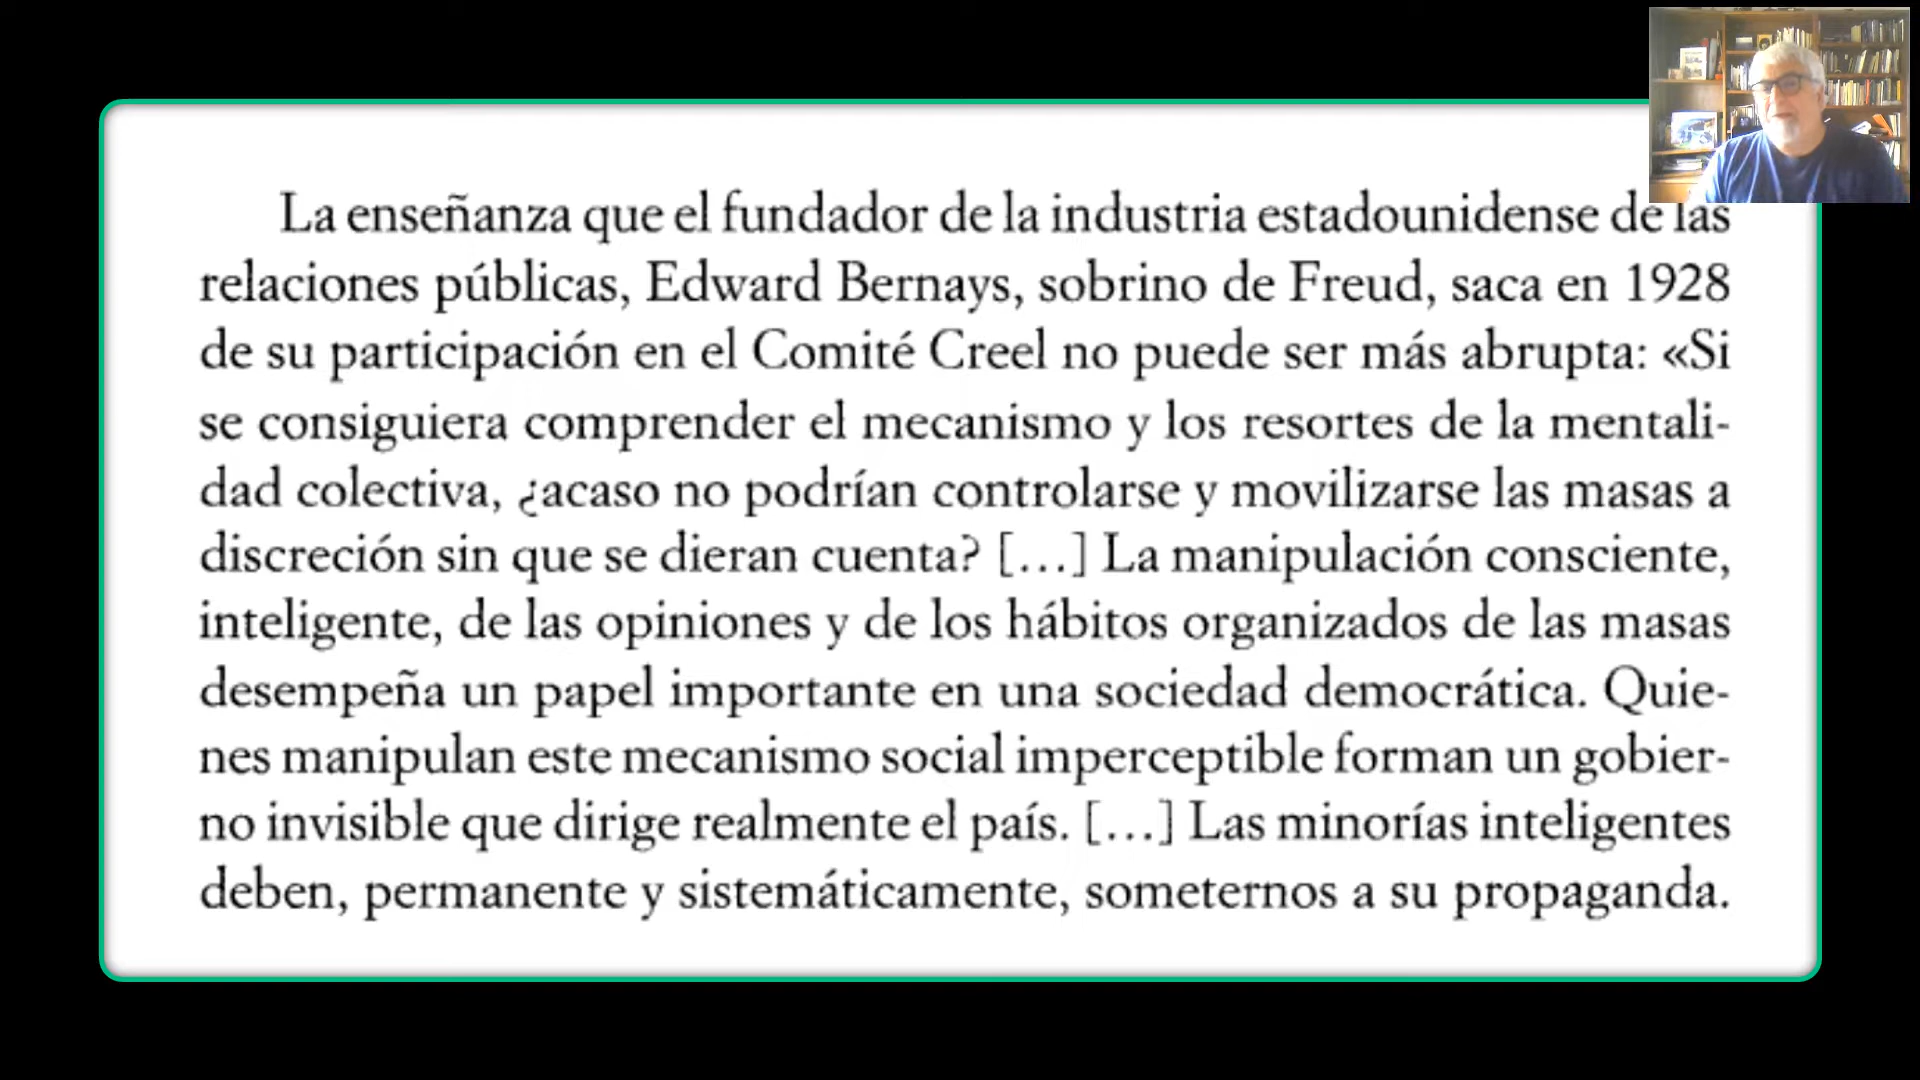 La enseñanza que el fundador de la industria estadounidense de las
relaciones públicas, Edward Bernays, sobrino de Freud, saca en 1928
de su participación en el Comité Creel no puede ser más abrupta: «Si
se consiguiera comprender el mecanismo y los resortes de la mentali-
dad colectiva, ¿acaso no podrían controlarse y movilizarse las masas a
discreción sin que se dieran cuenta? [...] La manipulación consciente,
inteligente, de las opiniones y de los hábitos organizados de las masas
desempeña un papel importante en una sociedad democrática. Quie-
nes manipulan este mecanismo social imperceptible forman un gobier-
no invisible que dirige realmente el país. [...] Las minorías inteligentes
deben, permanente y sistemáticamente, someternos a su propaganda.